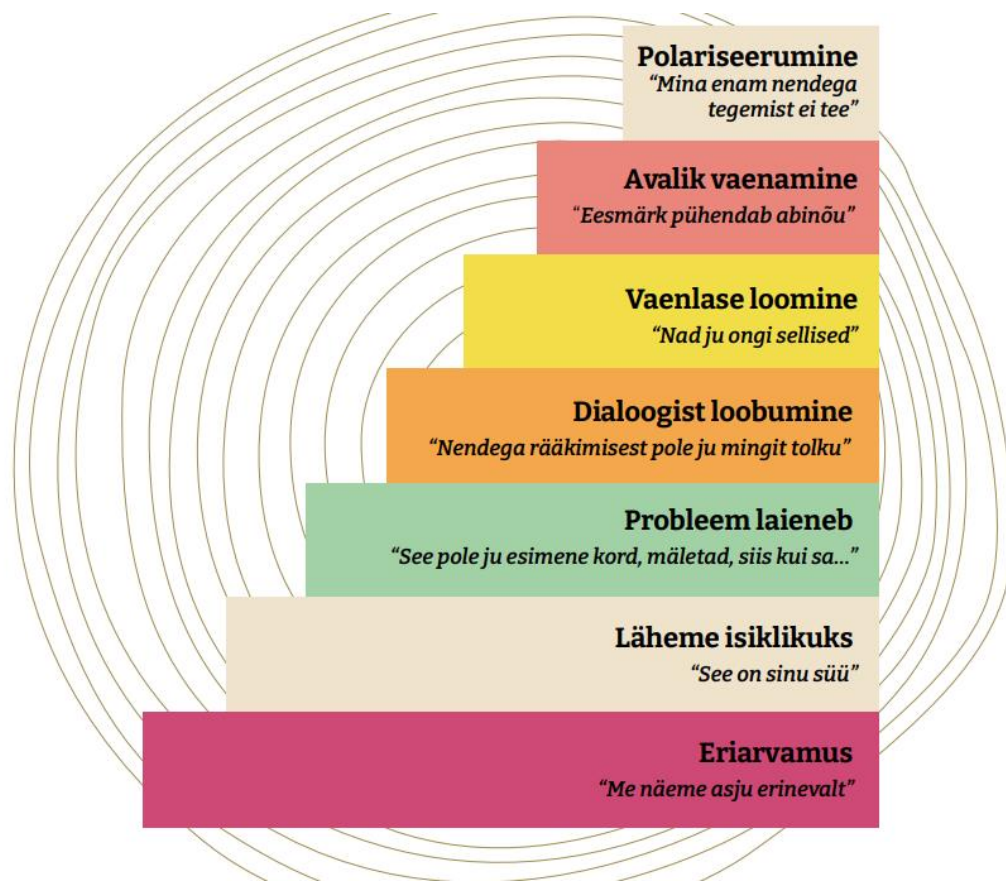 Polariseerumine
“Mina enam nendega
tegemist ei tee”
Avalik vaenamine
“Eesmärk pühendab abinõu”
Vaenlase loomine
“Nad ju ongi sellised”
Dialoogist loobumine
“Nendega rääkimisest pole ju mingit tolku”
Probleem laieneb
“See pole ju esimene kord, mäletad, siis kui sa...”
Läheme isiklikuks
“See on sinu süü”
Eriarvamus
“Me näeme asju erinevalt”